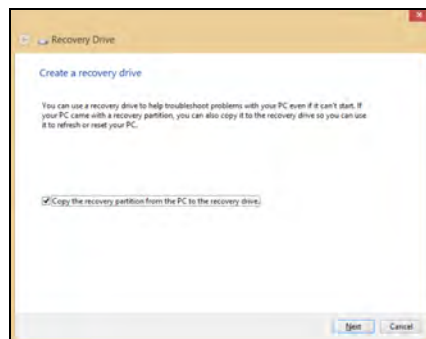 Recovery Drive
Create a recovery drive
You can use a recovery drive to help troubleshoot problems with your PC even if it can't start. If
your PC came with a recovery partition, you can also copy it to the recovery drive so you can use
it to refresh or reset your PC.
Copy the recovery partition from the PC to the recovery drive.
Next Cancel